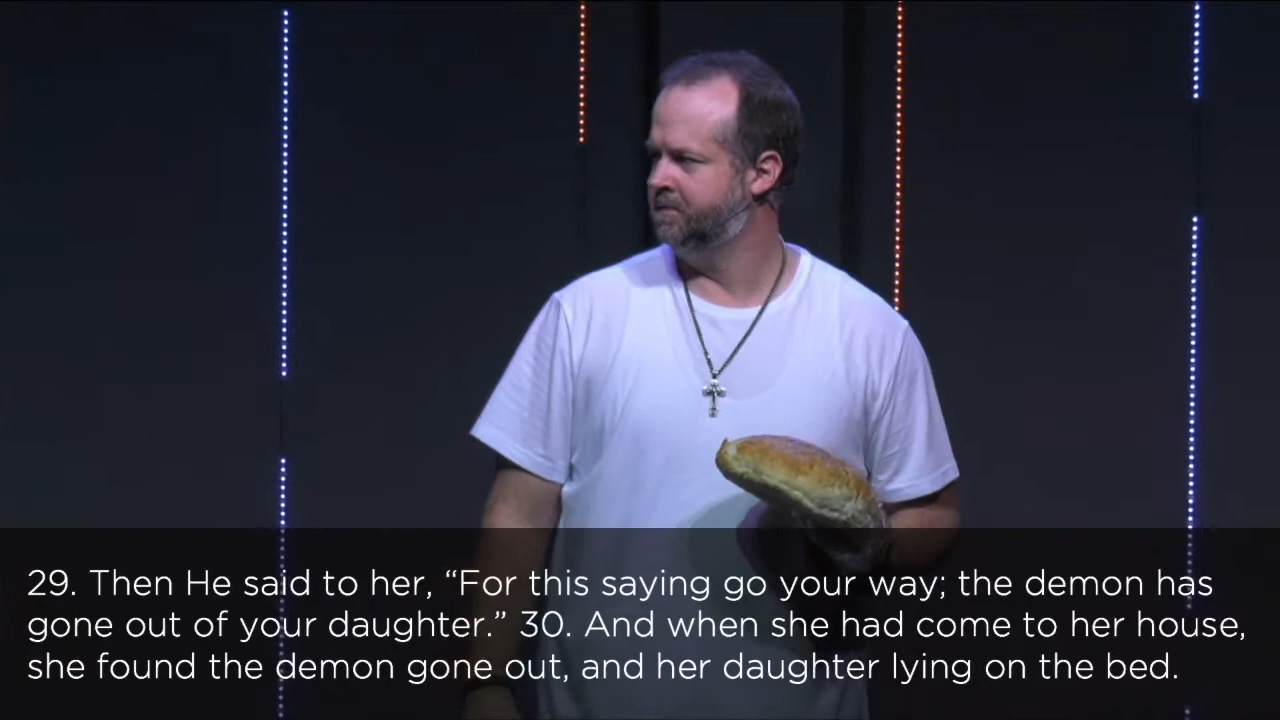 29. Then He said to her, “For this saying go your way; the demon has
gone out of your daughter.” 30. And when she had come to her house,
she found the demon gone out, and her daughter lying on the bed.